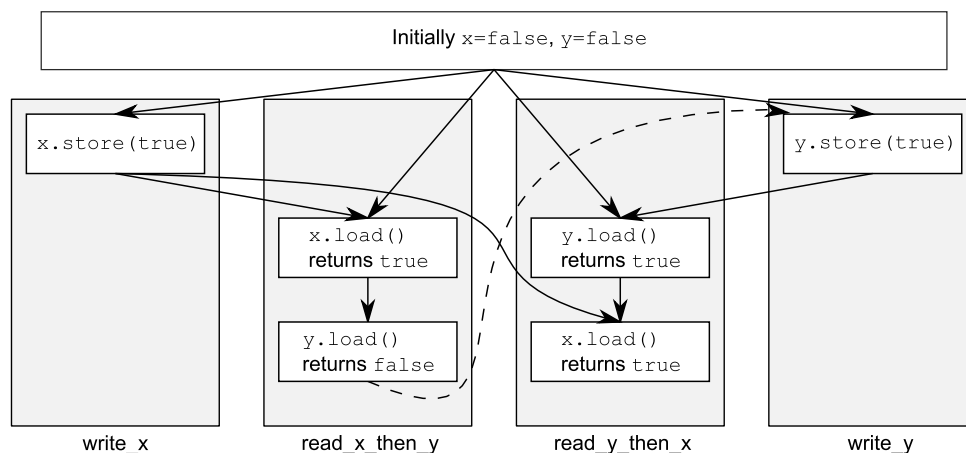 Initially x=false, y=false
x.store(true)
y.store(true)
x.load()
returns true
y.load()
returns true
y.load()
returns false
x.load()
returns true
write_x
read_x_then_y
read_y_then_x
write_y